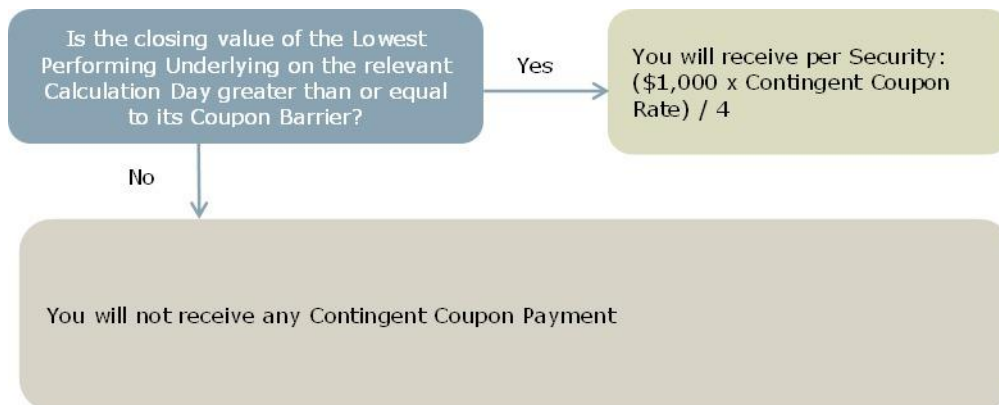 Is the closing value of the Lowest
Performing Underlying on the relevant
Calculation Day greater than or equal
to its Coupon Barrier?
Yes
You will receive per Security:
($1,000 x Contingent Coupon
Rate) / 4
No
You will not receive any Contingent Coupon Payment